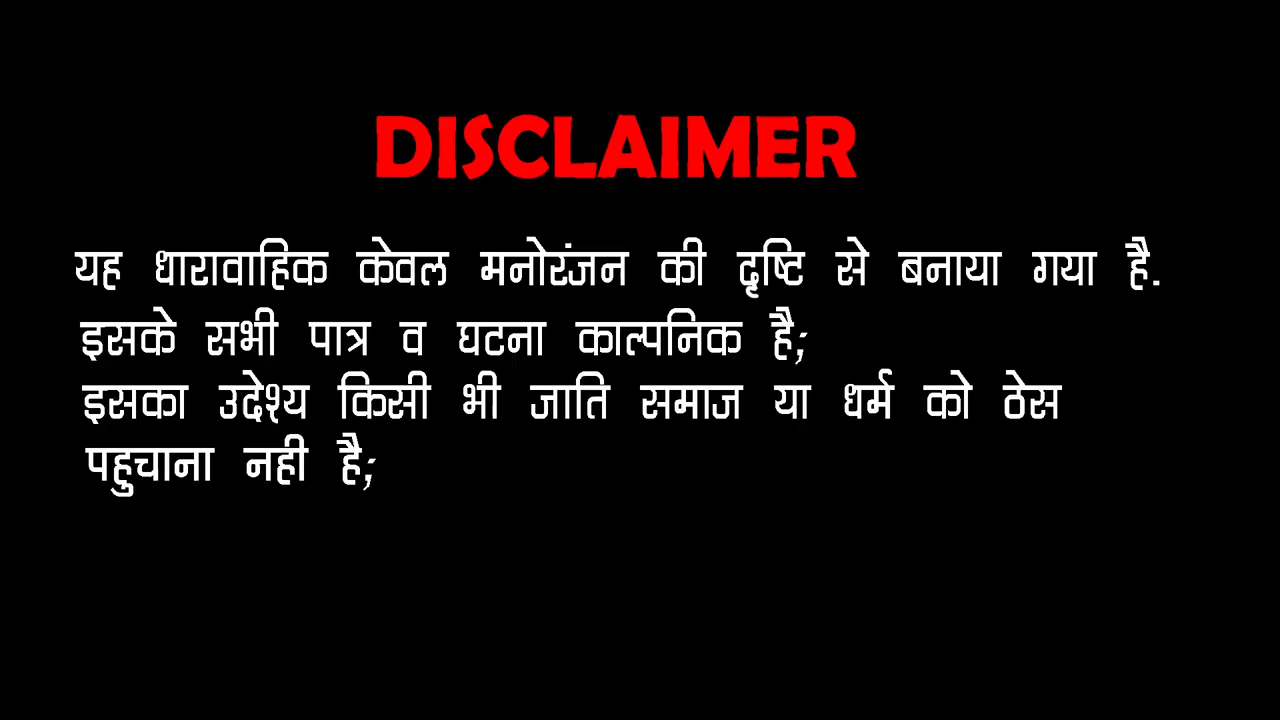 DISCLAIMER
यह धारावाहिक केवल मनोरंजन की दृष्टि से बनाया गया है.
इसके सभी पात्र व घटना काल्पनिक है;
इसका उदेश्य किसी भी जाति समाज या धर्म को ठेस
पहुचाना नही है;